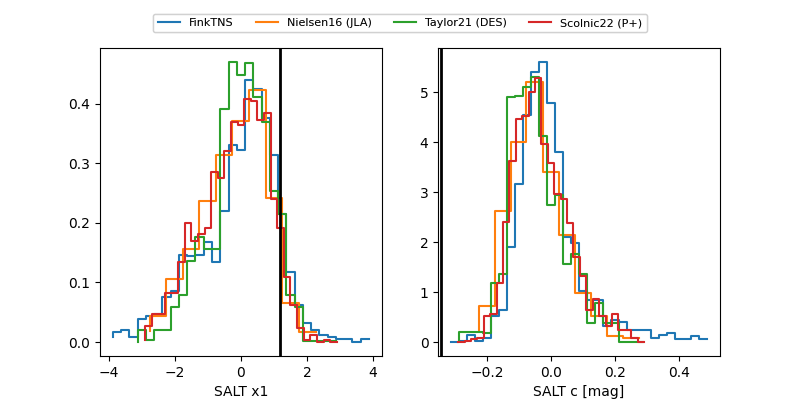 FinkTNS Nielsen16 (JLA) Taylor21 (DES) Scolnic22 (P+)
0.4
0.3
0.2
0.1
0.0
−4 −2 0 2 4
SALT x1
5
4
3
2
1
0
−0.2 0.0 0.2 0.4
SALT c [mag]